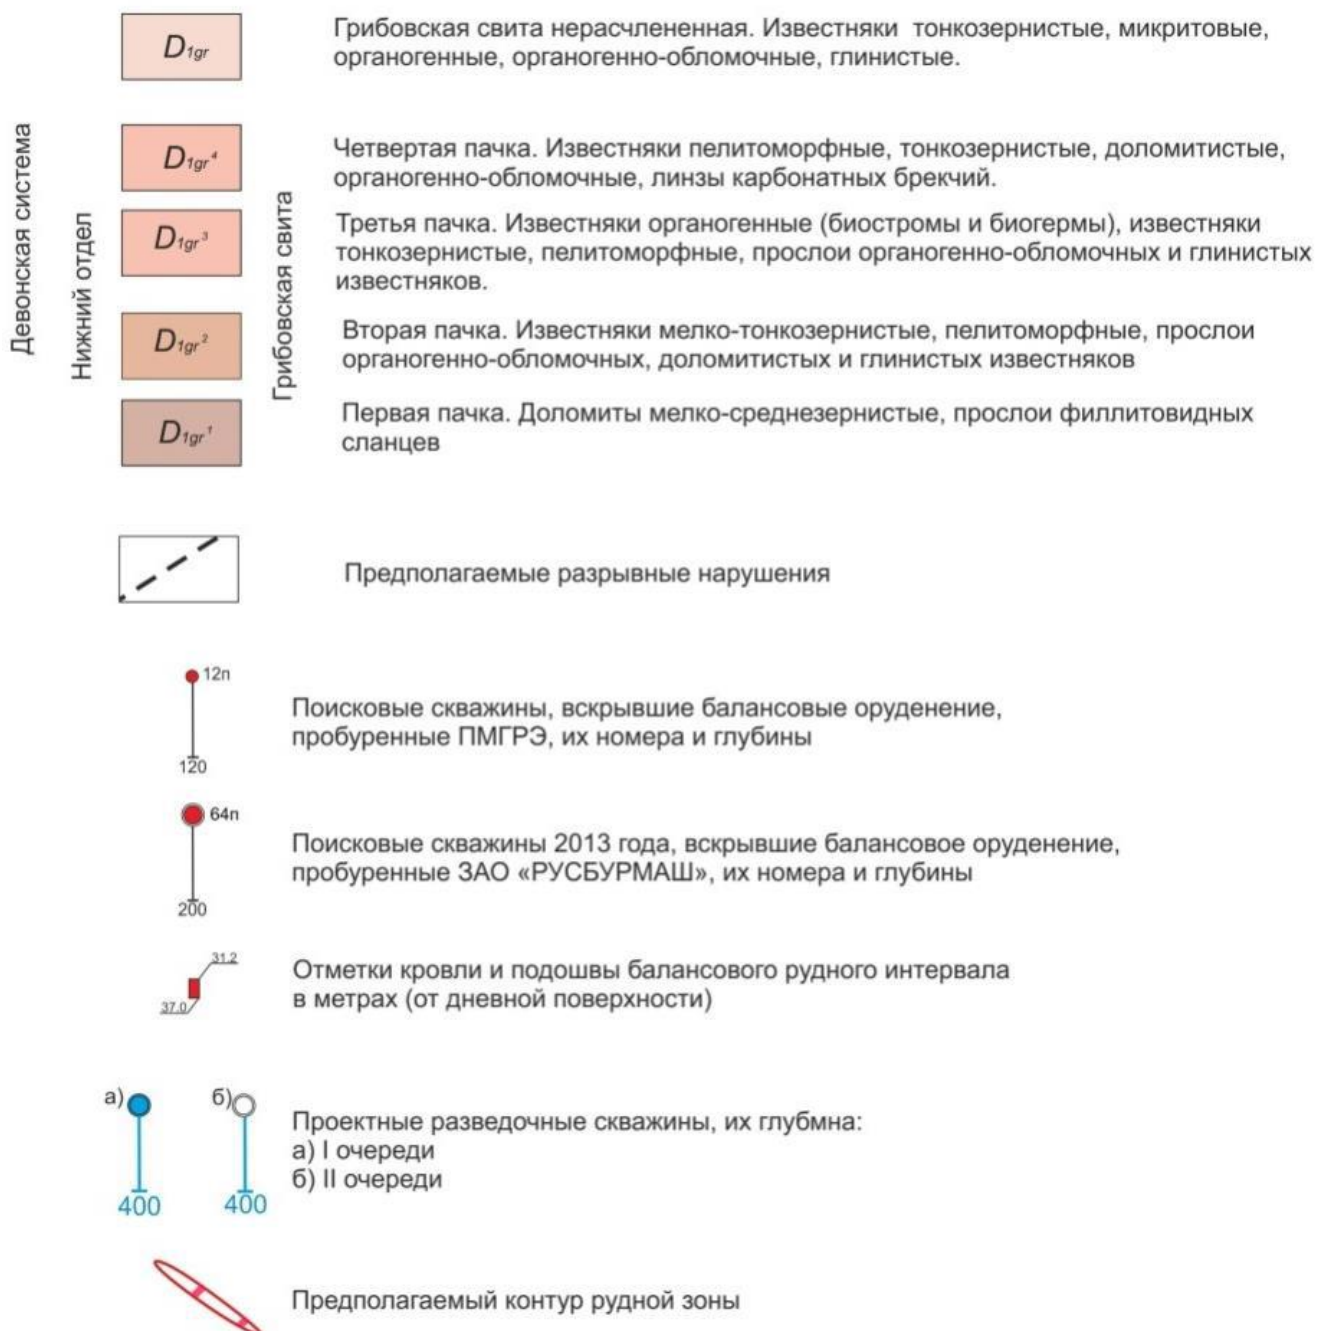 Девонская система
Нижний отдел
Грибовская свита
D1gr
Грибовская свита нерасчлененная. Известняки тонкозернистые, микритовые,
органогенные, органогенно-обломочные, глинистые.
D1gr4
Четвертая пачка. Известняки пелитоморфные, тонкозернистые, доломитистые,
органогенно-обломочные, линзы карбонатных брекчий.
D1gr3
Третья пачка. Известняки органогенные (биостромы и биогермы), известняки
тонкозернистые, пелитоморфные, прослои органогенно-обломочных и глинистых
известняков.
D1gr2
Вторая пачка. Известняки мелко-тонкозернистые, пелитоморфные, прослои
органогенно-обломочных, доломитистых и глинистых известняков
D1gr1
Первая пачка. Доломиты мелко-среднезернистые, прослои филлитовидных
сланцев
Предполагаемые разрывные нарушения
12п
120
Поисковые скважины, вскрывшие балансовые оруденение,
пробуренные ПМГРЭ, их номера и глубины
64п
200
Поисковые скважины 2013 года, вскрывшие балансовое оруденение,
пробуренные ЗАО «РУСБУРМАШ», их номера и глубины
31.2
37.0
Отметки кровли и подошвы балансового рудного интервала
в метрах (от дневной поверхности)
а)
б)
400
400
Проектные разведочные скважины, их глубмна:
а) I очереди
б) II очереди
Предполагаемый контур рудной зоны